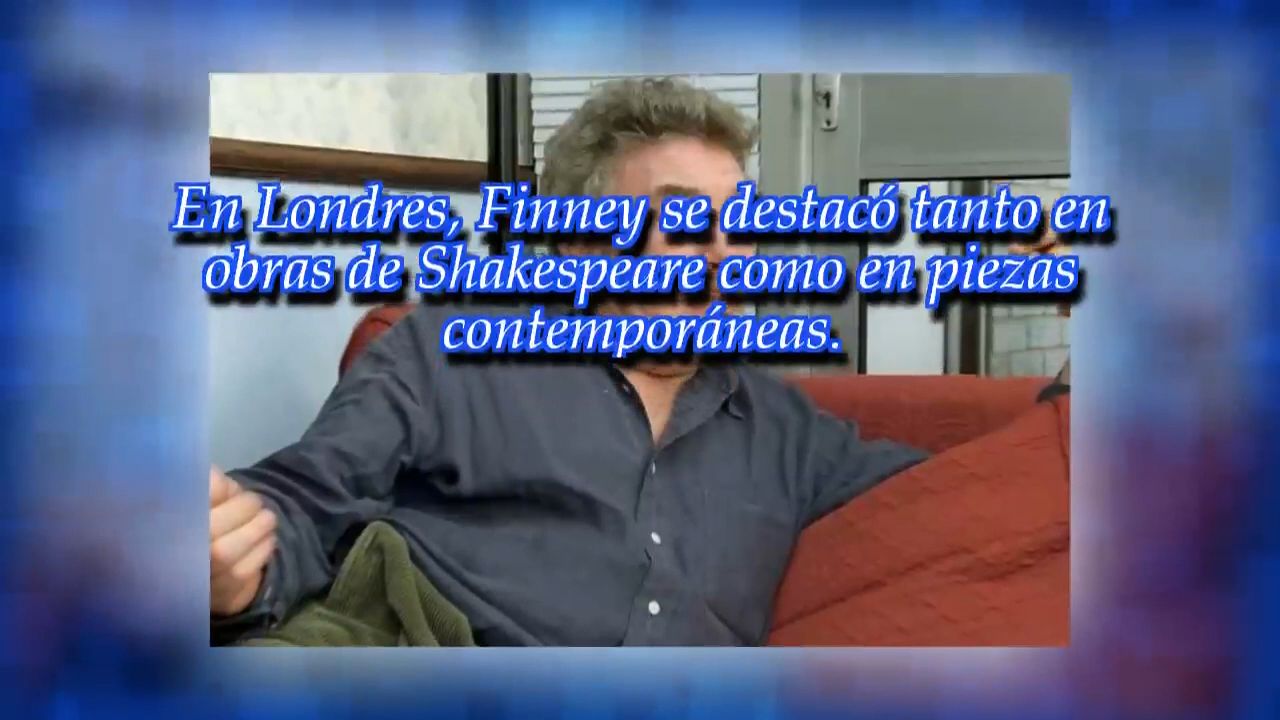 En Londres, Finney se destacó tanto en
obras de Shakespeare como en piezas
contemporáneas.